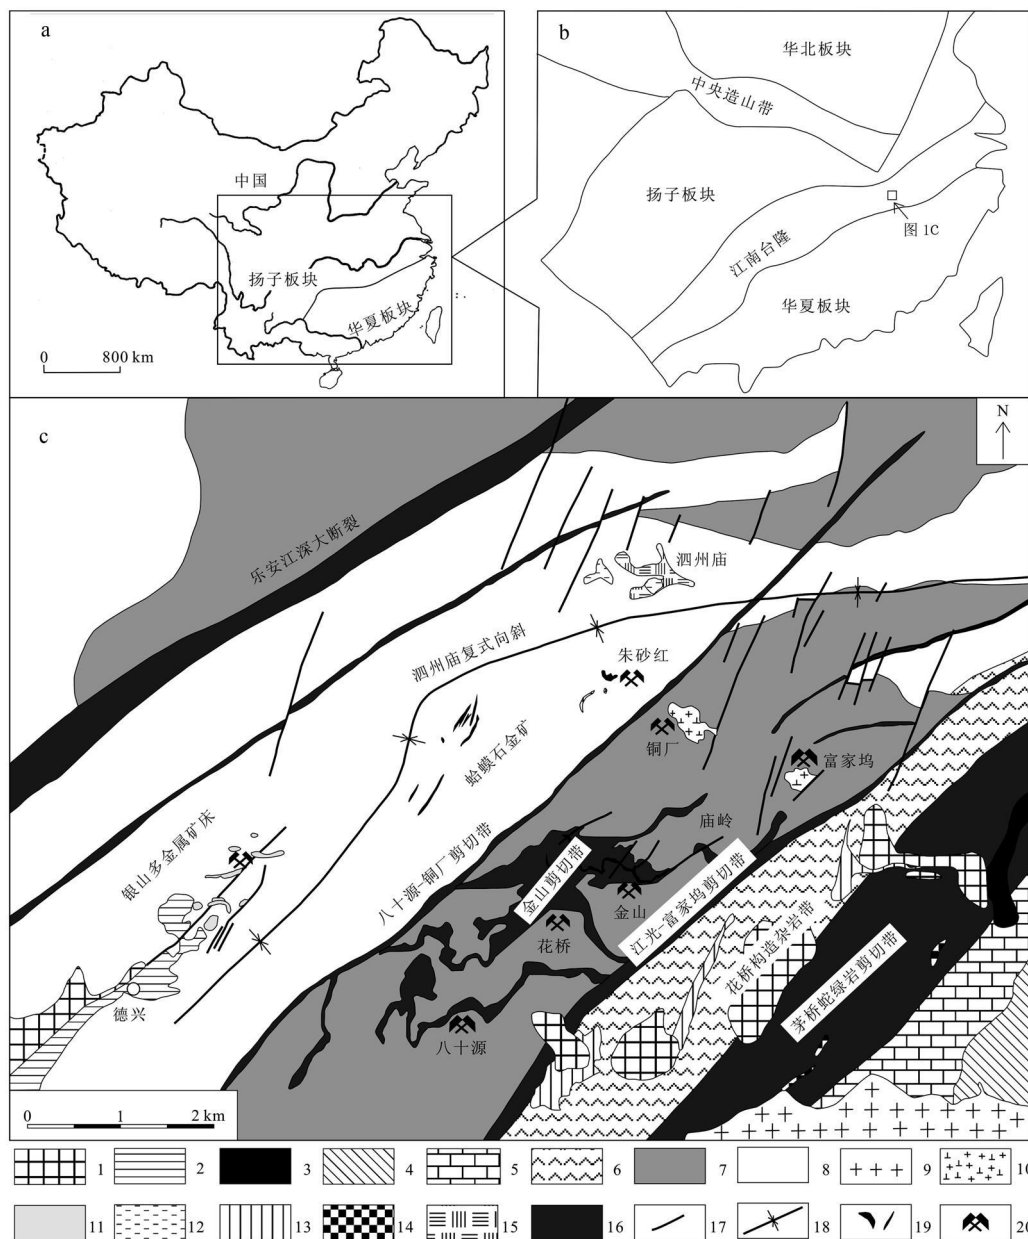 a
中国
扬子板块
华夏板块
0 800 km
b
华北板块
中央造山带
扬子板块
江南台隆
图 1C
华夏板块
c
N
乐安江深大断裂
泗州庙
泗州庙复式向斜
朱砂红
铜厂
富家坞
蛤蟆石金矿
庙岭
银山多金属矿床
八十源-铜厂剪切带
金山剪切带
金山
江光-富家坞剪切带
花桥
花桥构造杂岩带
茅桥蛇绿岩剪切带
德兴
八十源
0 1 2 km
1 2 3 4 5 6 7 8 9 10
11 12 13 14 15 16 17 18 19 20